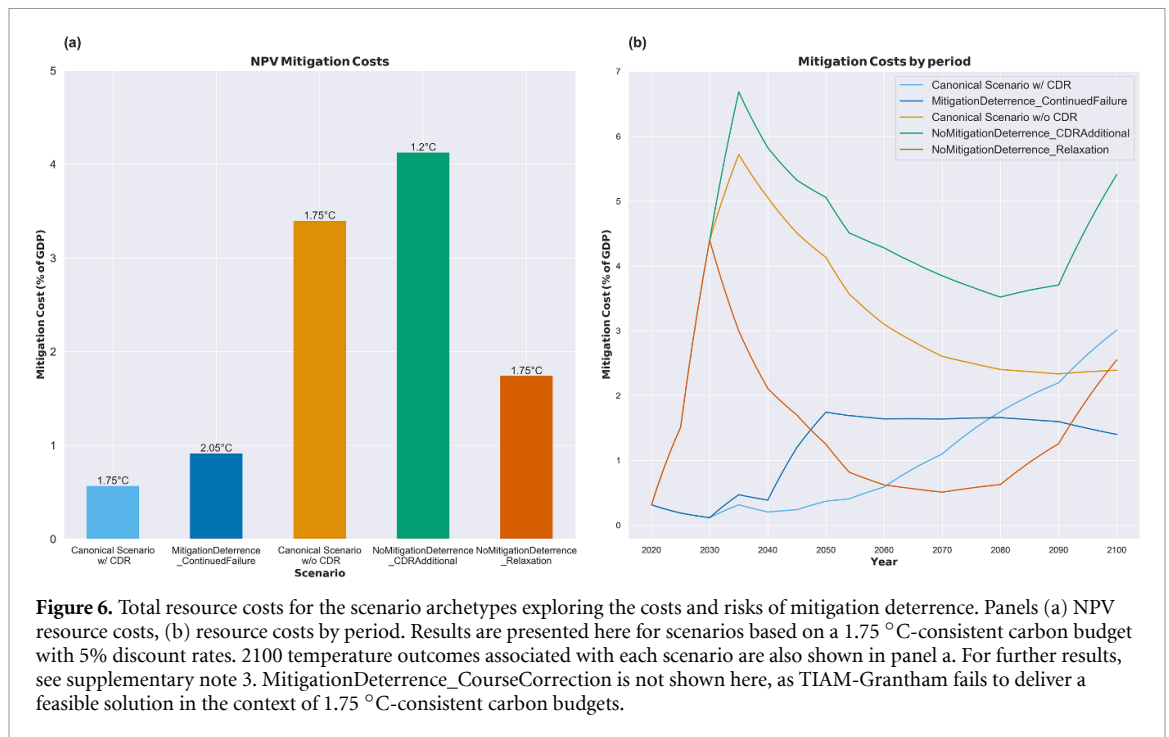 (a)
NPV Mitigation Costs
5
4
3
2
1
0
Mitigation Cost (% of GDP)
1.75°C
2.05°C
1.75°C
1.2°C
1.75°C
Canonical Scenario
w/ CDR
MitigationDeterrence
_ContinuedFailure
Canonical Scenario
w/o CDR
NoMitigationDeterrence
_CDRAdditional
NoMitigationDeterrence
_Relaxation
Scenario
(b)
Mitigation Costs by period
7
6
5
4
3
2
1
0
Mitigation Cost (% of GDP)
Canonical Scenario w/ CDR
MitigationDeterrence_ContinuedFailure
Canonical Scenario w/o CDR
NoMitigationDeterrence_CDRAdditional
NoMitigationDeterrence_Relaxation
2020 2030 2040 2050 2060 2070 2080 2090 2100
Year
Figure 6. Total resource costs for the scenario archetypes exploring the costs and risks of mitigation deterrence. Panels (a) NPV
resource costs, (b) resource costs by period. Results are presented here for scenarios based on a 1.75 °C-consistent carbon budget
with 5% discount rates. 2100 temperature outcomes associated with each scenario are also shown in panel a. For further results,
see supplementary note 3. MitigationDeterrence_CourseCorrection is not shown here, as TIAM-Grantham fails to deliver a
feasible solution in the context of 1.75 °C-consistent carbon budgets.